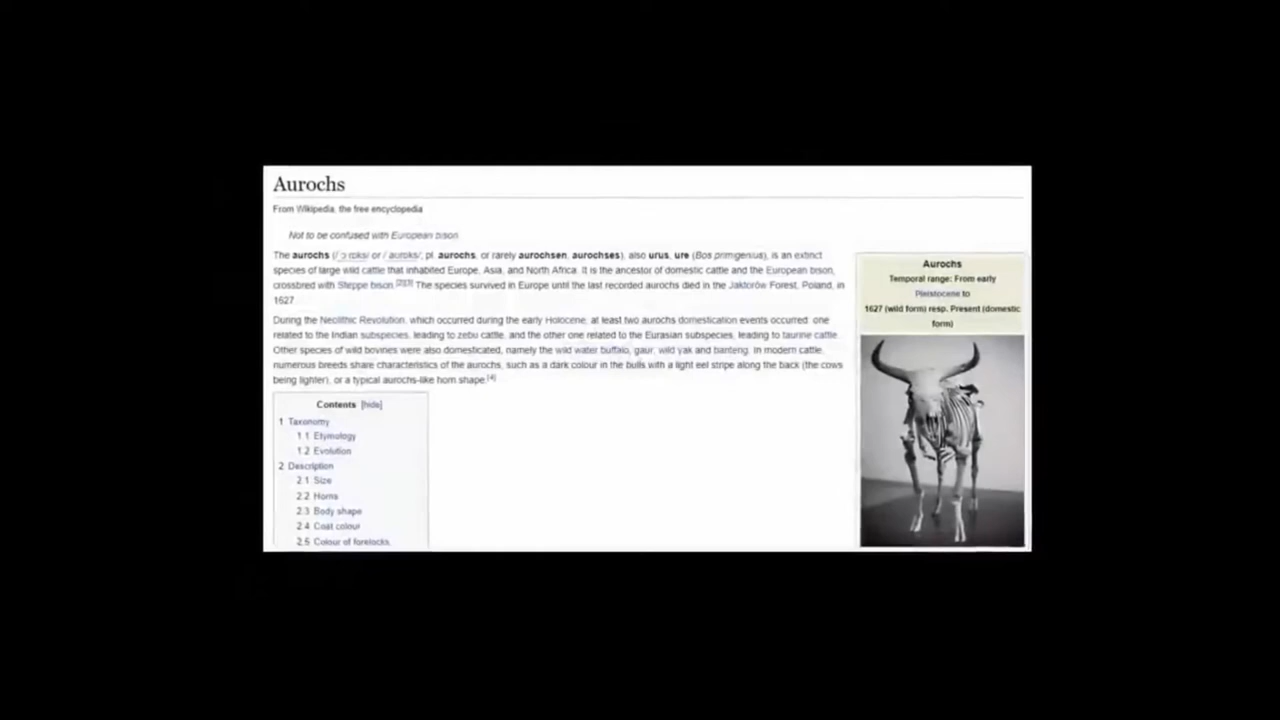 Aurochs
From Wikipedia, the free encyclopedia
Not to be confused with European bison
The aurochs (/ˈɔːrɒks/ or /ˈaʊrɒks/, pl. aurochs, or rarely aurochsen, aurochses), also urus, ure (Bos primigenius), is an extinct
species of large wild cattle that inhabited Europe, Asia, and North Africa. It is the ancestor of domestic cattle and the European bison,
crossbred with Steppe bison.[2][3] The species survived in Europe until the last recorded aurochs died in the Jaktorów Forest, Poland, in
1627
During the Neolithic Revolution, which occurred during the early Holocene, at least two aurochs domestication events occurred: one
related to the Indian subspecies, leading to zebu cattle, and the other one related to the Eurasian subspecies, leading to taurine cattle.
Other species of wild bovines were also domesticated, namely the wild water buffalo, gaur, wild yak and banteng. In modern cattle,
numerous breeds share characteristics of the aurochs, such as a dark colour in the bulls with a light eel stripe along the back (the cows
being lighter), or a typical aurochs-like horn shape.[4]
Contents [hide]
1 Taxonomy
1.1 Etymology
1.2 Evolution
2 Description
2.1 Size
2.2 Horns
2.3 Body shape
2.4 Coat colour
2.5 Colour of forelocks,
Aurochs
Temporal range: From early
Pleistocene to
1627 (wild form) resp. Present (domestic
form)